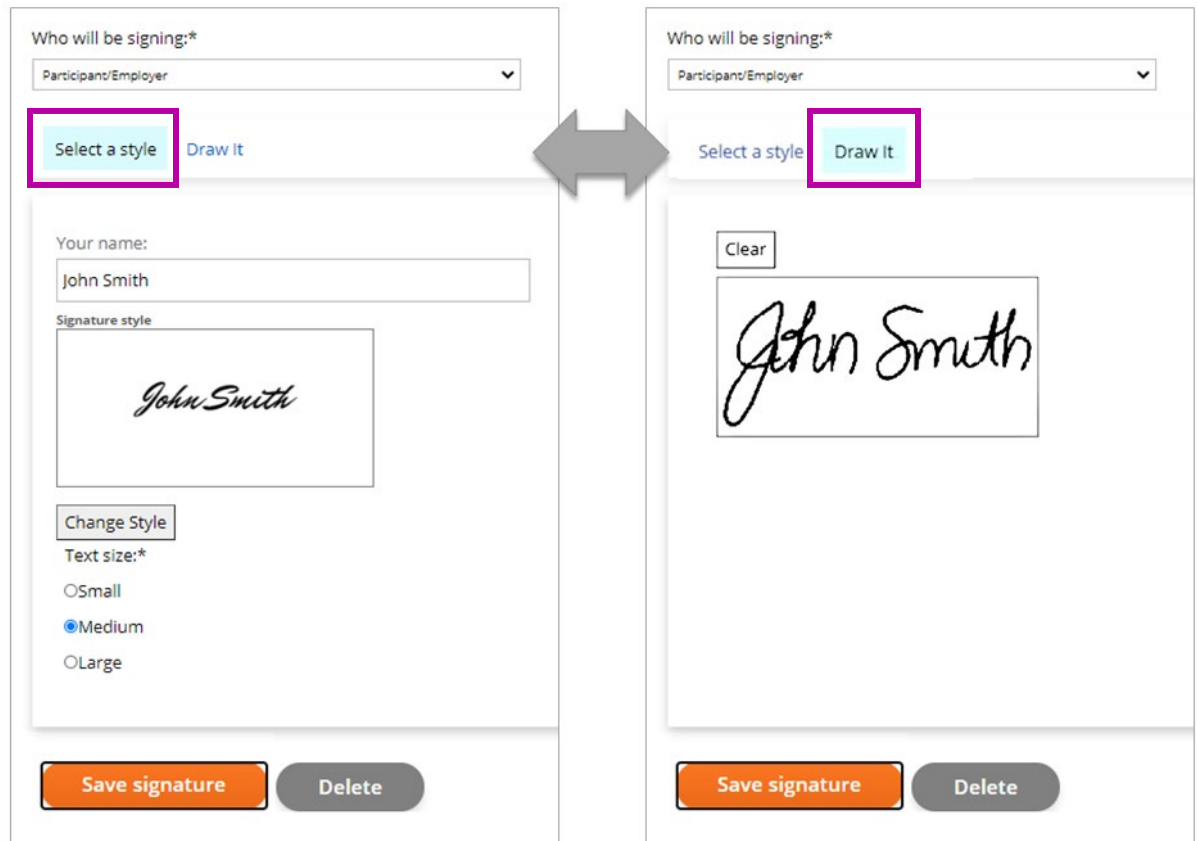 Who will be signing:*
Participant/Employer
Select a style Draw It
Your name:
John Smith
Signature style
John Smith
Change Style
Text size:*
Small
Medium
Large
Save signature Delete
Who will be signing:*
Participant/Employer
Select a style Draw It
Clear
John Smith
Save signature Delete